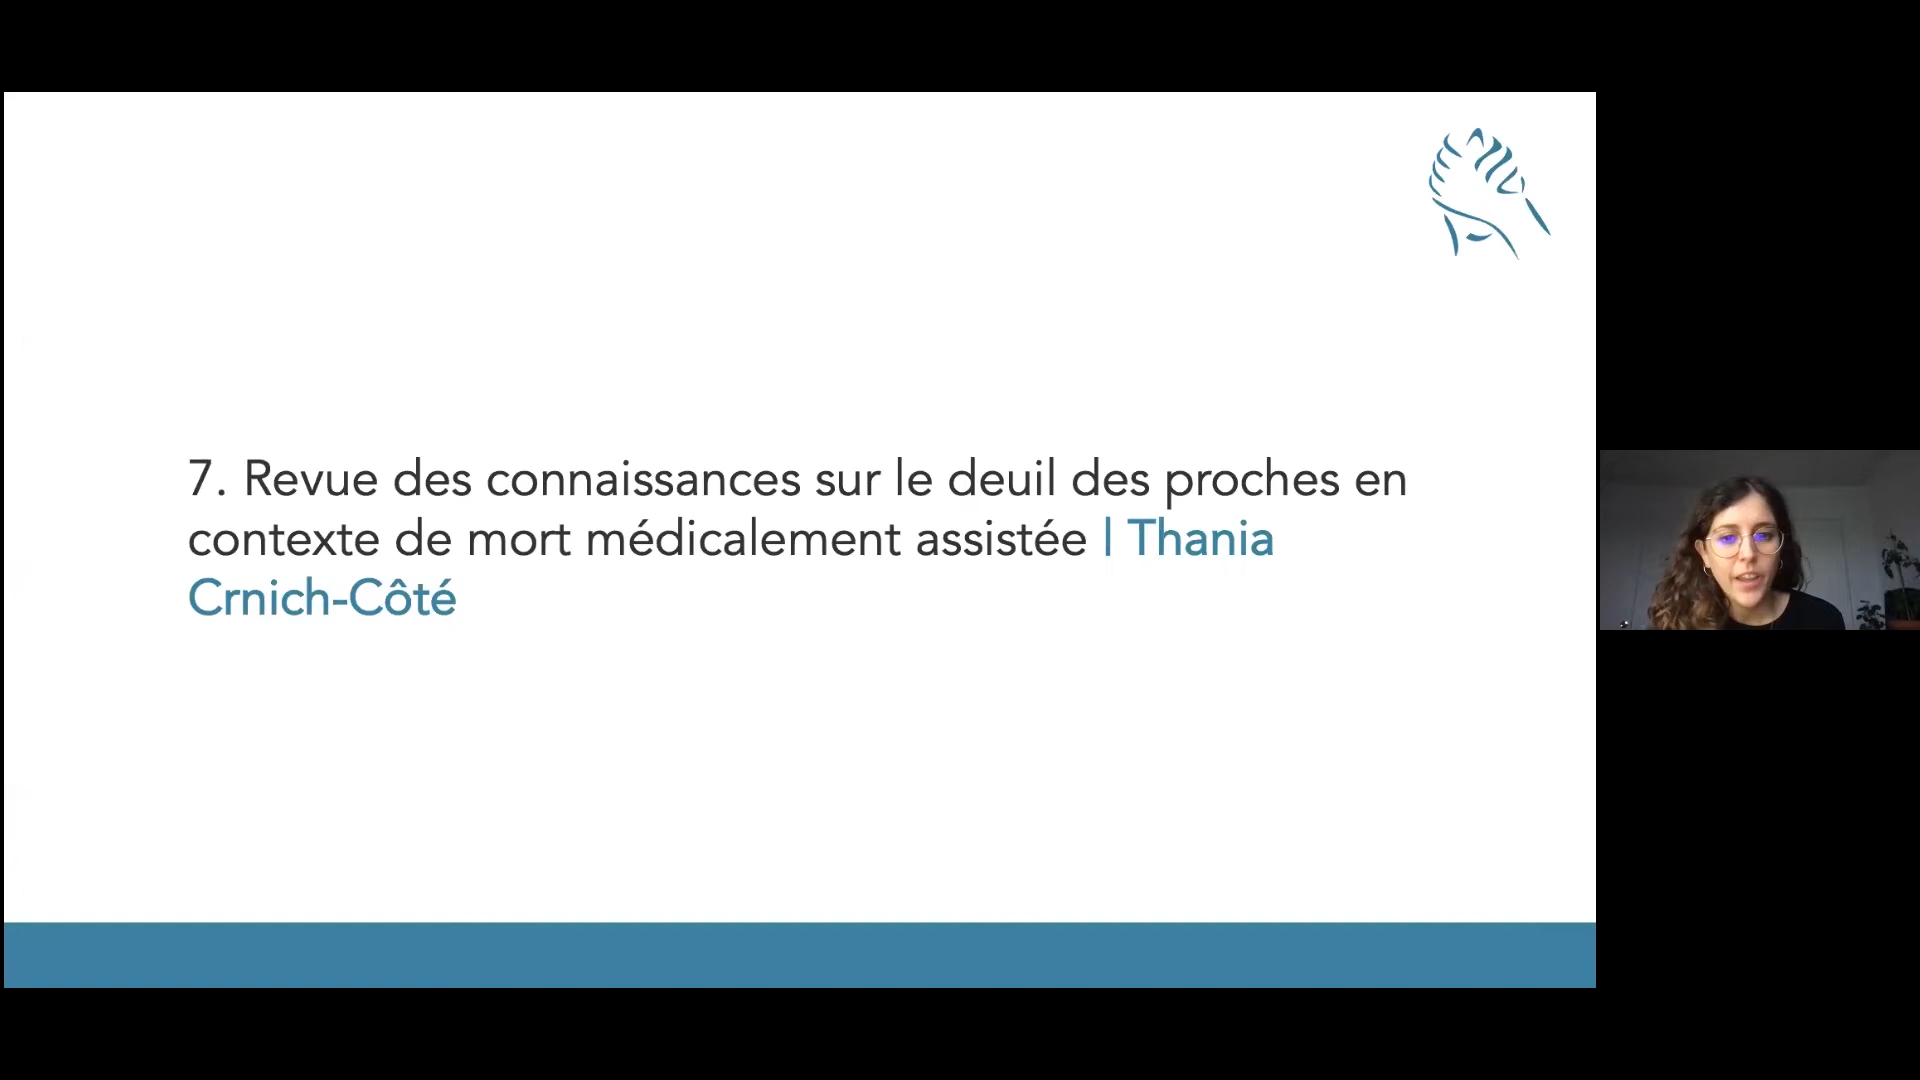 7. Revue des connaissances sur le deuil des proches en
contexte de mort médicalement assistée | Thania
Crnich-Côté